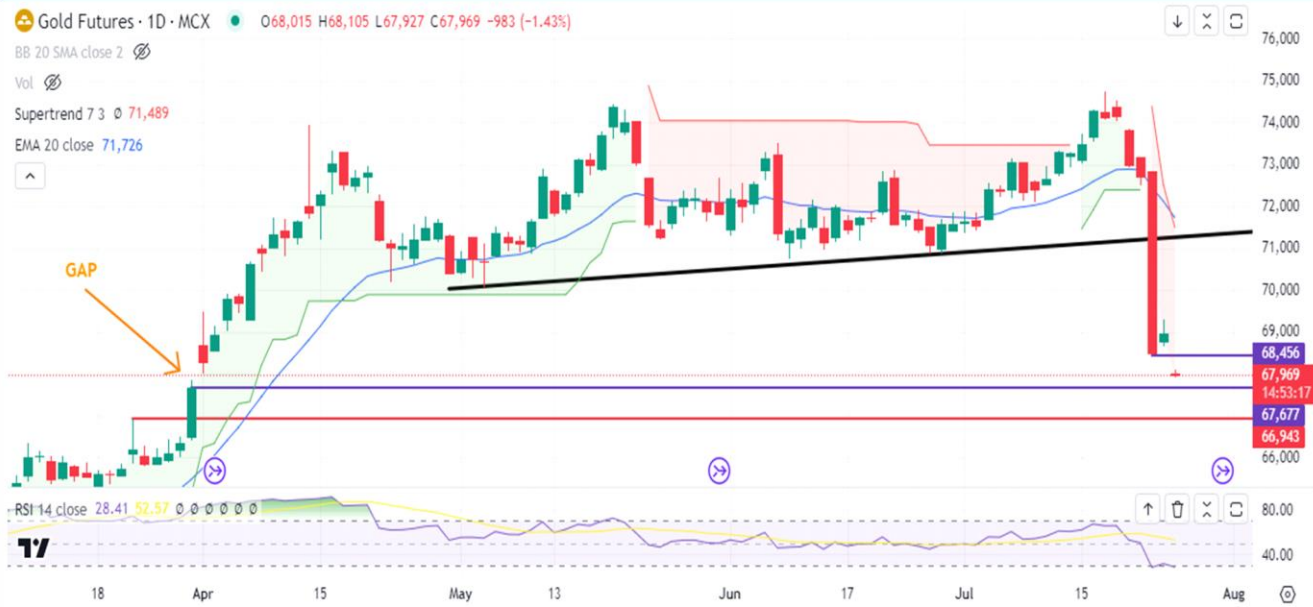 Gold Futures · 1D · MCX O68,015 H68,105 L67,927 C67,969 −983 (−1.43%)
BB 20 SMA close 2
Vol
Supertrend 7 3 Ø 71,489
EMA 20 close 71,726
GAP
76,000
75,000
74,000
73,000
72,000
71,000
70,000
69,000
68,456
67,969
14:53:17
67,677
66,943
66,000
RSI 14 close 28.41 52.57 Ø Ø Ø Ø Ø Ø
80.00
40.00
18 Apr 15 May 13 Jun 17 Jul 15 Aug